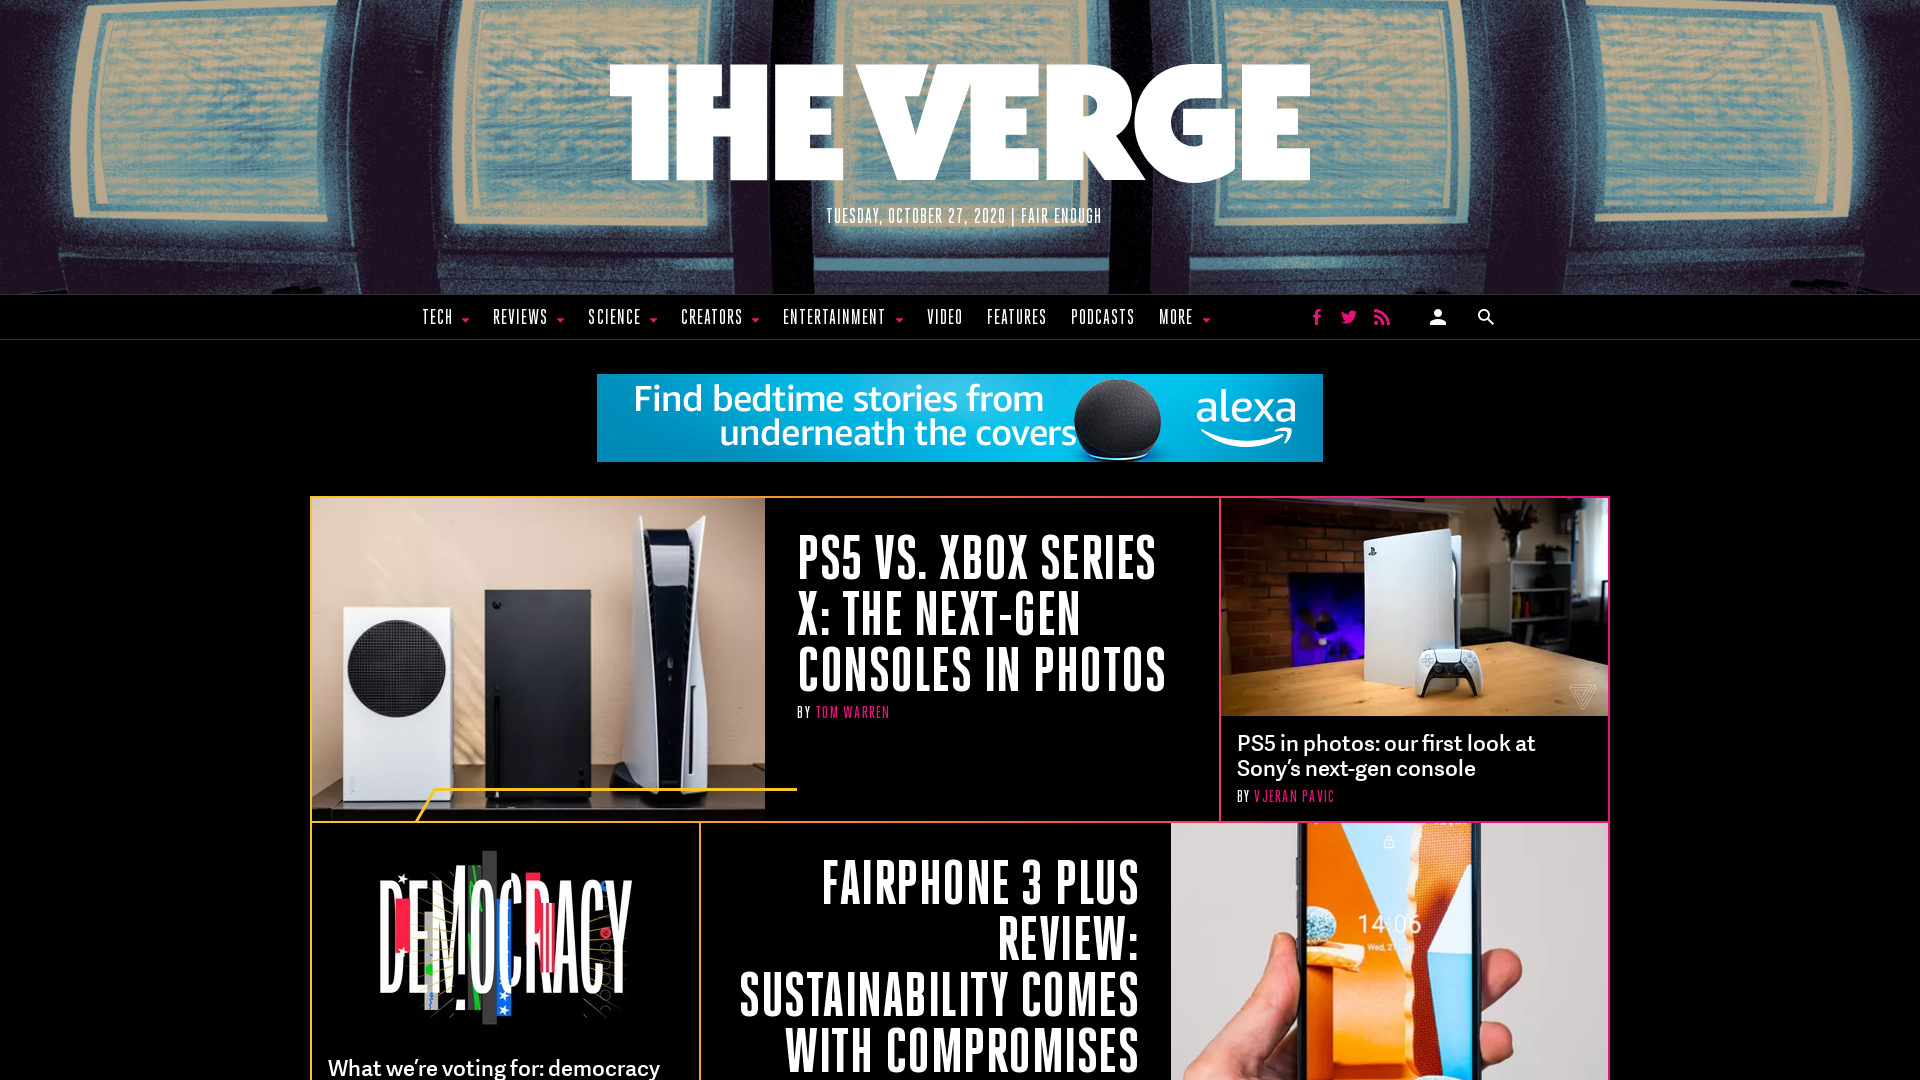 THE VERGE
TUESDAY, OCTOBER 27, 2020 | FAIR ENOUGH
TECH REVIEWS SCIENCE CREATORS ENTERTAINMENT VIDEO FEATURES PODCASTS MORE
Find bedtime stories from
underneath the covers
alexa
PS5 VS. XBOX SERIES
X: THE NEXT-GEN
CONSOLES IN PHOTOS
BY TOM WARREN
PS5 in photos: our first look at
Sony’s next-gen console
BY VJERAN PAVIC
DEMOCRACY
What we’re voting for: democracy
FAIRPHONE 3 PLUS
REVIEW:
SUSTAINABILITY COMES
WITH COMPROMISES
14:06